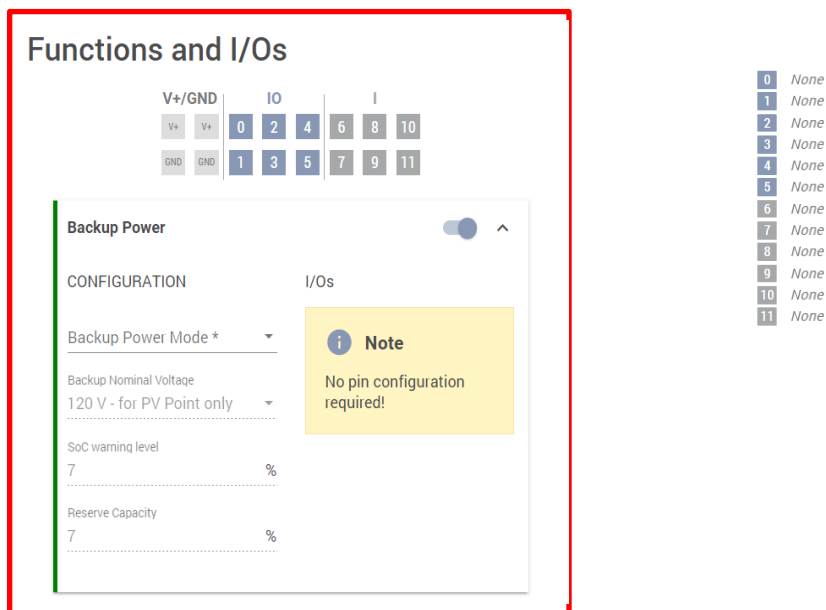 Functions and I/Os
V+/GND IO I
V+ V+ 0 2 4 6 8 10
GND GND 1 3 5 7 9 11
Backup Power
CONFIGURATION
Backup Power Mode *
Backup Nominal Voltage
120 V - for PV Point only
SoC warning level
7 %
Reserve Capacity
7 %
I/Os
i Note
No pin configuration
required!
0 None
1 None
2 None
3 None
4 None
5 None
6 None
7 None
8 None
9 None
10 None
11 None